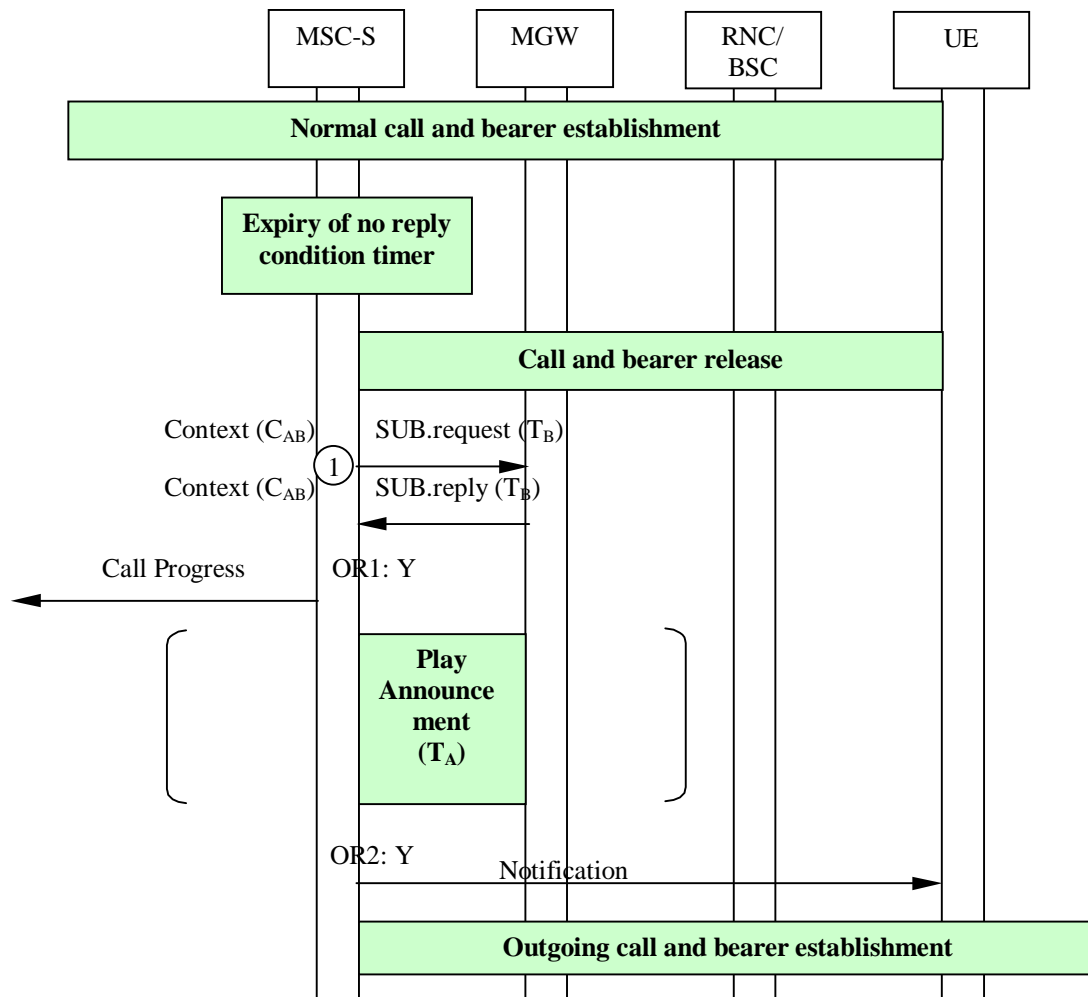 MSC-S
MGW
RNC/
BSC
UE
Normal call and bearer establishment
Expiry of no reply
condition timer
Call and bearer release
Context (C_AB) SUB.request (T_B)
1
Context (C_AB) SUB.reply (T_B)
Call Progress OR1: Y
Play
Announce
ment
(T_A)
OR2: Y
Notification
Outgoing call and bearer establishment